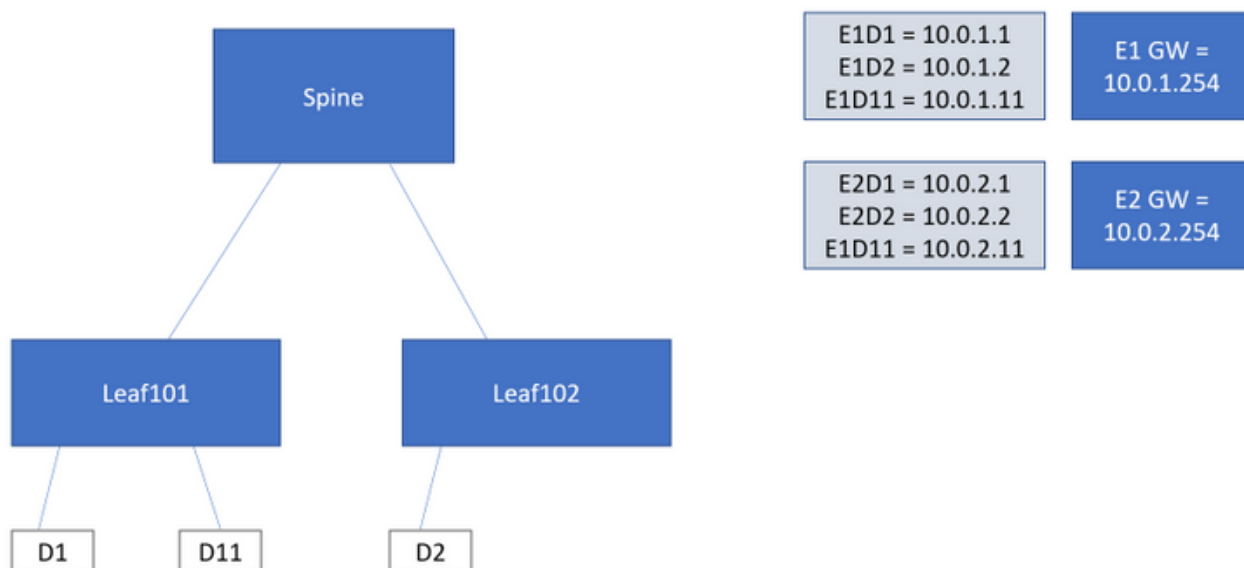 Spine
E1D1 = 10.0.1.1
E1D2 = 10.0.1.2
E1D11 = 10.0.1.11
E1 GW =
10.0.1.254
E2D1 = 10.0.2.1
E2D2 = 10.0.2.2
E1D11 = 10.0.2.11
E2 GW =
10.0.2.254
Leaf101
Leaf102
D1
D11
D2